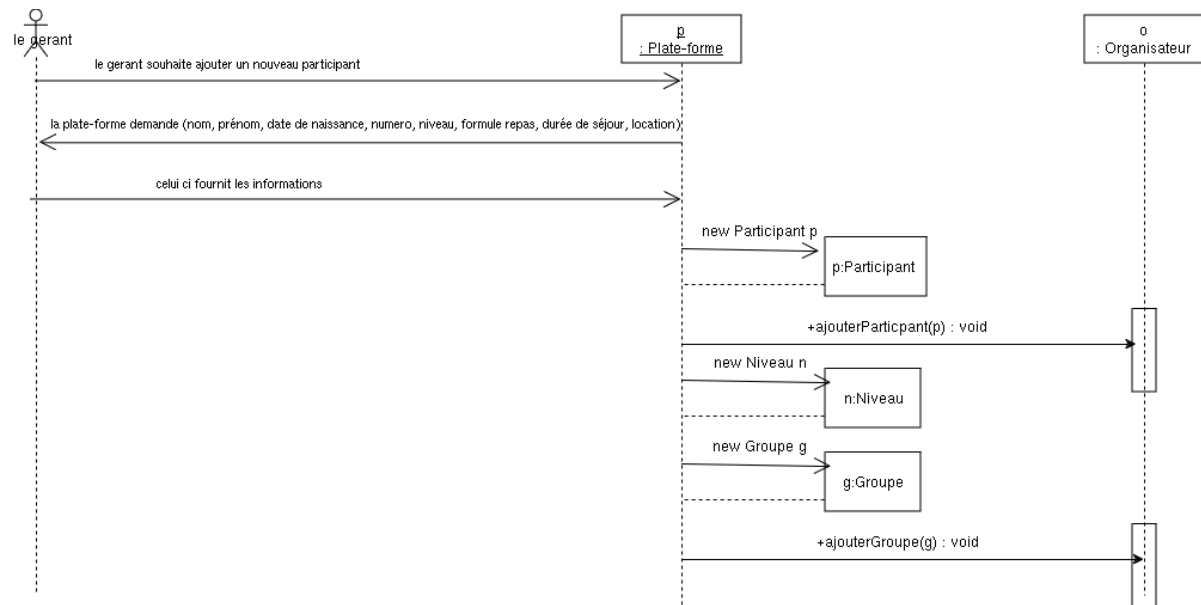 le gerant
p
: Plate-forme
o
: Organisateur
le gerant souhaite ajouter un nouveau participant
la plate-forme demande (nom, prénom, date de naissance, numero, niveau, formule repas, durée de séjour, location)
celui ci fournit les informations
new Participant p
p:Participant
+ajouterParticpant(p) : void
new Niveau n
n:Niveau
new Groupe g
g:Groupe
+ajouterGroupe(g) : void